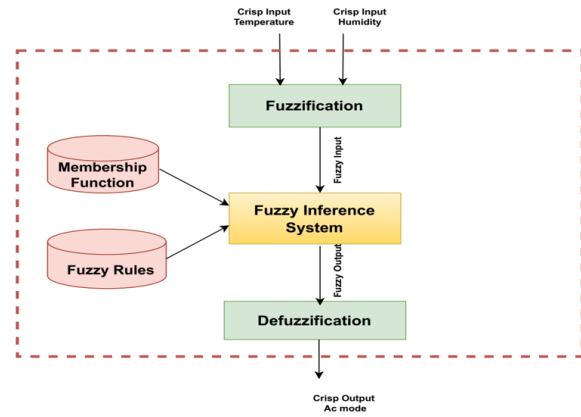 Crisp Input
Temperature
Crisp Input
Humidity
Fuzzification
Fuzzy Input
Membership
Function
Fuzzy Inference
System
Fuzzy Rules
Fuzzy Output
Defuzzification
Crisp Output
Ac mode